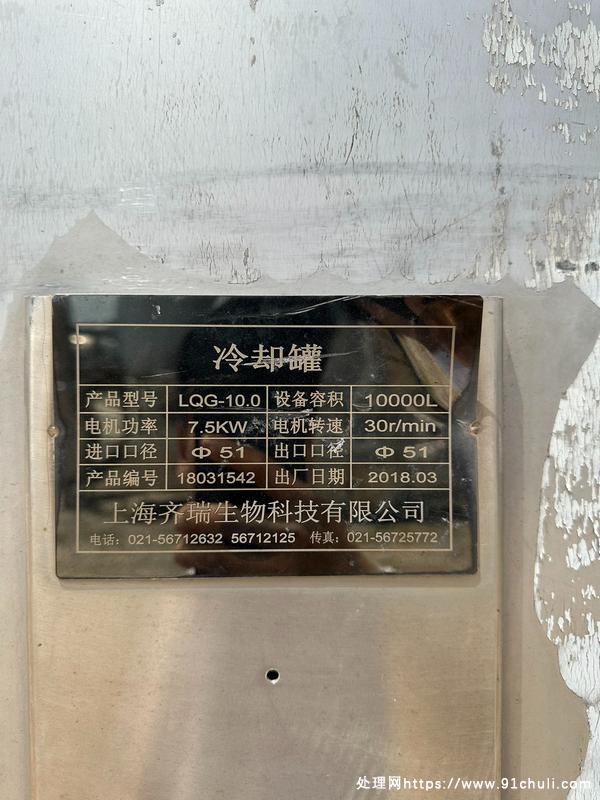 冷却罐
产品型号 LQG-10.0 设备容积 10000L
电机功率 7.5KW 电机转速 30r/min
进口口径 Φ 51 出口口径 Φ 51
产品编号 18031542 出厂日期 2018.03
上海齐瑞生物科技有限公司
电话：021-56712632 56712125 传真：021-56725772
处理网https://www.91chuli.com